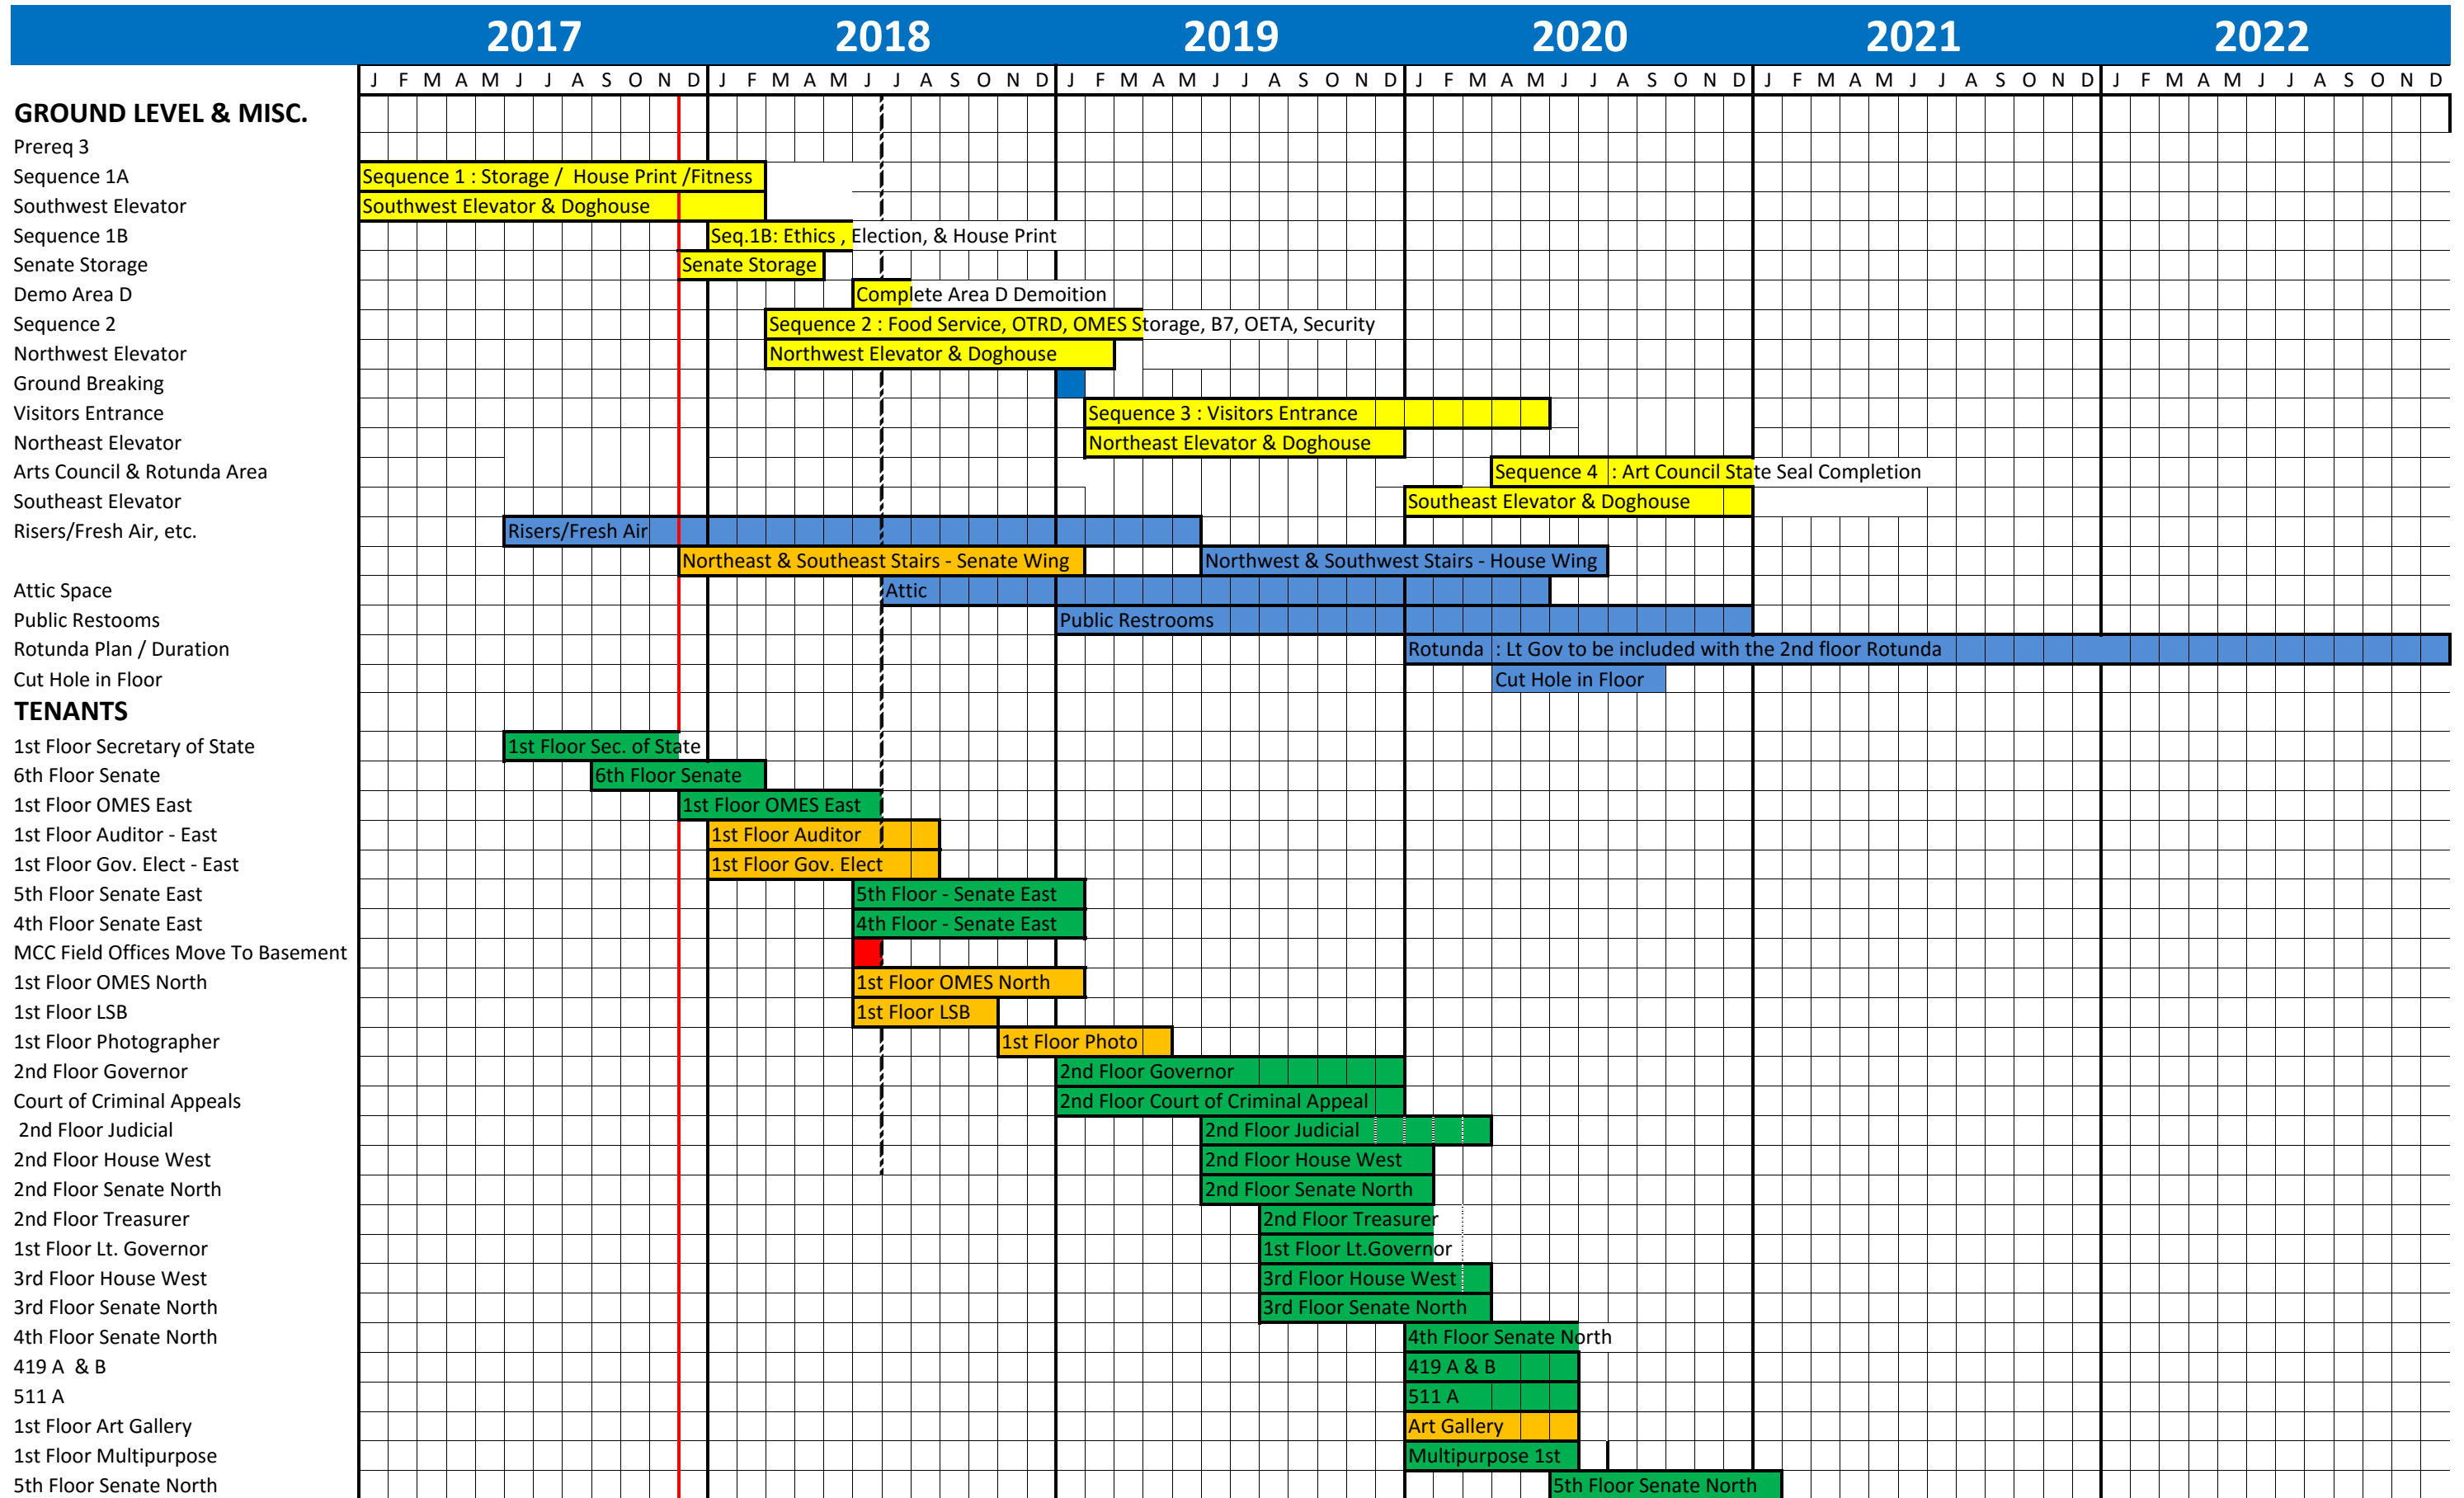 2017 2018 2019 2020 2021 2022
J F M A M J J A S O N D J F M A M J J A S O N D J F M A M J J A S O N D J F M A M J J A S O N D J F M A M J J A S O N D J F M A M J J A S O N D
GROUND LEVEL & MISC.
Prereq 3
Sequence 1A Sequence 1 : Storage / House Print /Fitness
Southwest Elevator Southwest Elevator & Doghouse
Sequence 1B Seq.1B: Ethics , Election, & House Print
Senate Storage Senate Storage
Demo Area D Complete Area D Demoition
Sequence 2 Sequence 2 : Food Service, OTRD, OMES Storage, B7, OETA, Security
Northwest Elevator Northwest Elevator & Doghouse
Ground Breaking
Visitors Entrance Sequence 3 : Visitors Entrance
Northeast Elevator Northeast Elevator & Doghouse
Arts Council & Rotunda Area Sequence 4 : Art Council State Seal Completion
Southeast Elevator Southeast Elevator & Doghouse
Risers/Fresh Air, etc. Risers/Fresh Air
Northeast & Southeast Stairs - Senate Wing Northwest & Southwest Stairs - House Wing
Attic Space Attic
Public Restooms Public Restrooms
Rotunda Plan / Duration Rotunda : Lt Gov to be included with the 2nd floor Rotunda
Cut Hole in Floor Cut Hole in Floor
TENANTS
1st Floor Secretary of State 1st Floor Sec. of State
6th Floor Senate 6th Floor Senate
1st Floor OMES East 1st Floor OMES East
1st Floor Auditor - East 1st Floor Auditor
1st Floor Gov. Elect - East 1st Floor Gov. Elect
5th Floor Senate East 5th Floor - Senate East
4th Floor Senate East 4th Floor - Senate East
MCC Field Offices Move To Basement
1st Floor OMES North 1st Floor OMES North
1st Floor LSB 1st Floor LSB
1st Floor Photographer 1st Floor Photo
2nd Floor Governor 2nd Floor Governor
Court of Criminal Appeals 2nd Floor Court of Criminal Appeal
2nd Floor Judicial 2nd Floor Judicial
2nd Floor House West 2nd Floor House West
2nd Floor Senate North 2nd Floor Senate North
2nd Floor Treasurer 2nd Floor Treasurer
1st Floor Lt. Governor 1st Floor Lt.Governor
3rd Floor House West 3rd Floor House West
3rd Floor Senate North 3rd Floor Senate North
4th Floor Senate North 4th Floor Senate North
419 A & B 419 A & B
511 A 511 A
1st Floor Art Gallery Art Gallery
1st Floor Multipurpose Multipurpose 1st
5th Floor Senate North 5th Floor Senate North